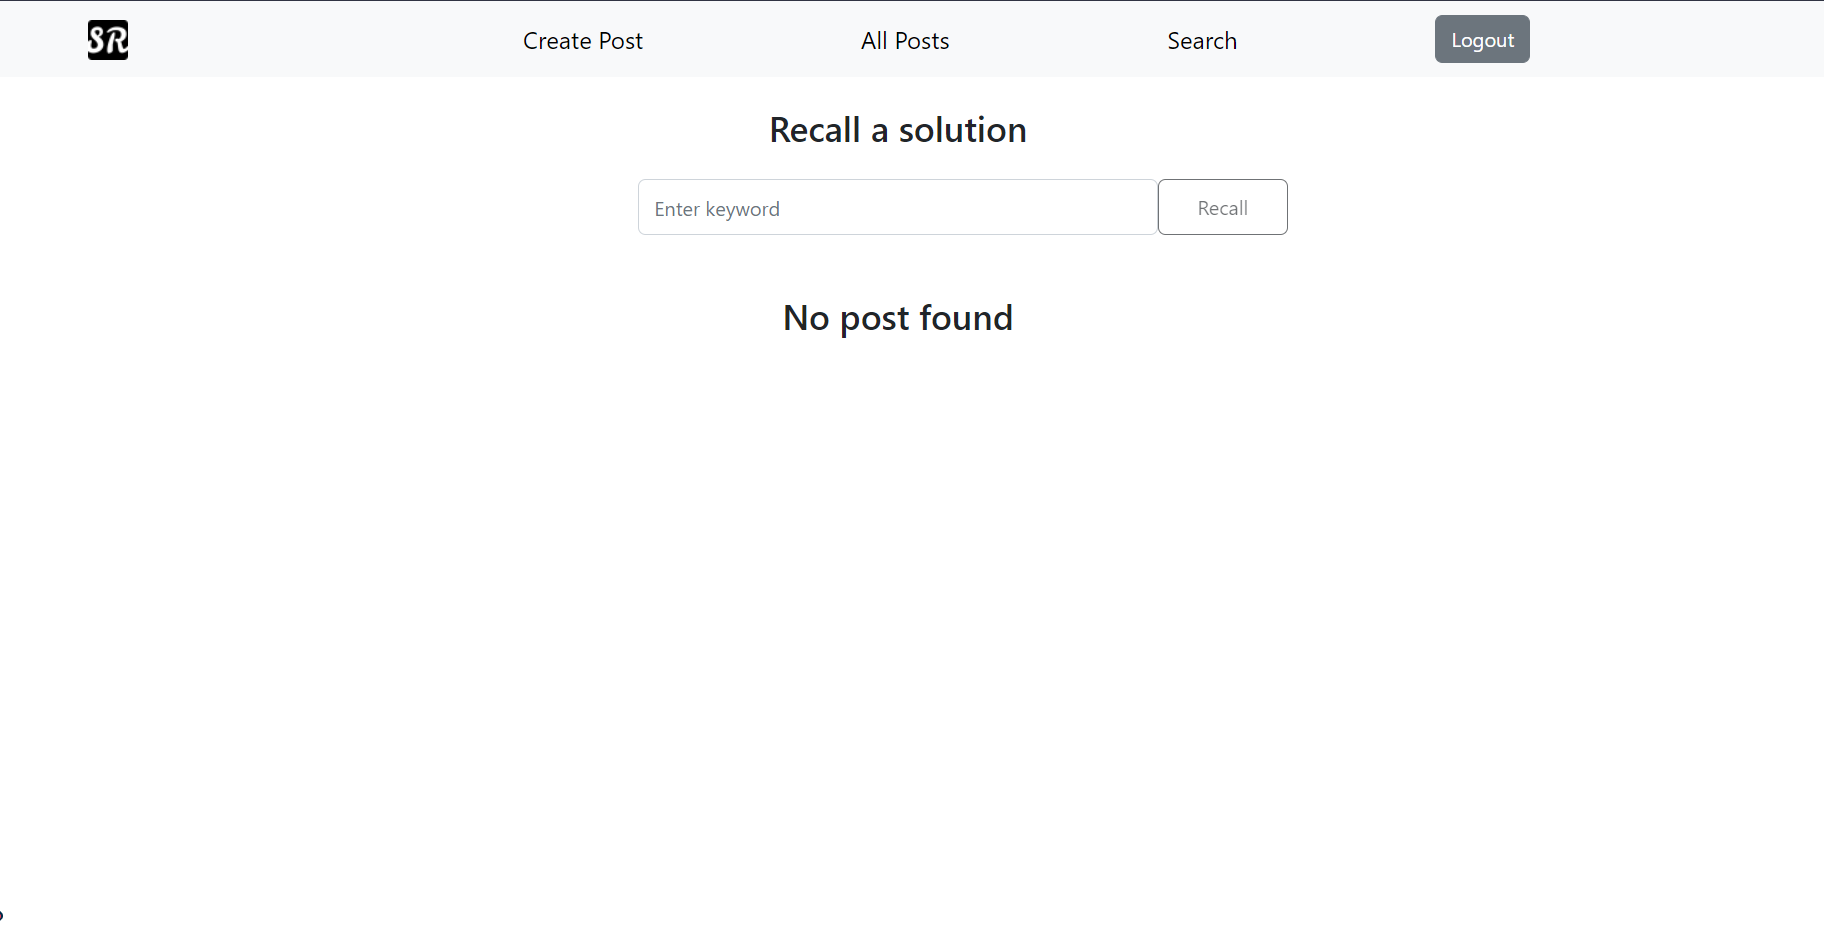 SR
Create Post
All Posts
Search
Logout
Recall a solution
Enter keyword
Recall
No post found